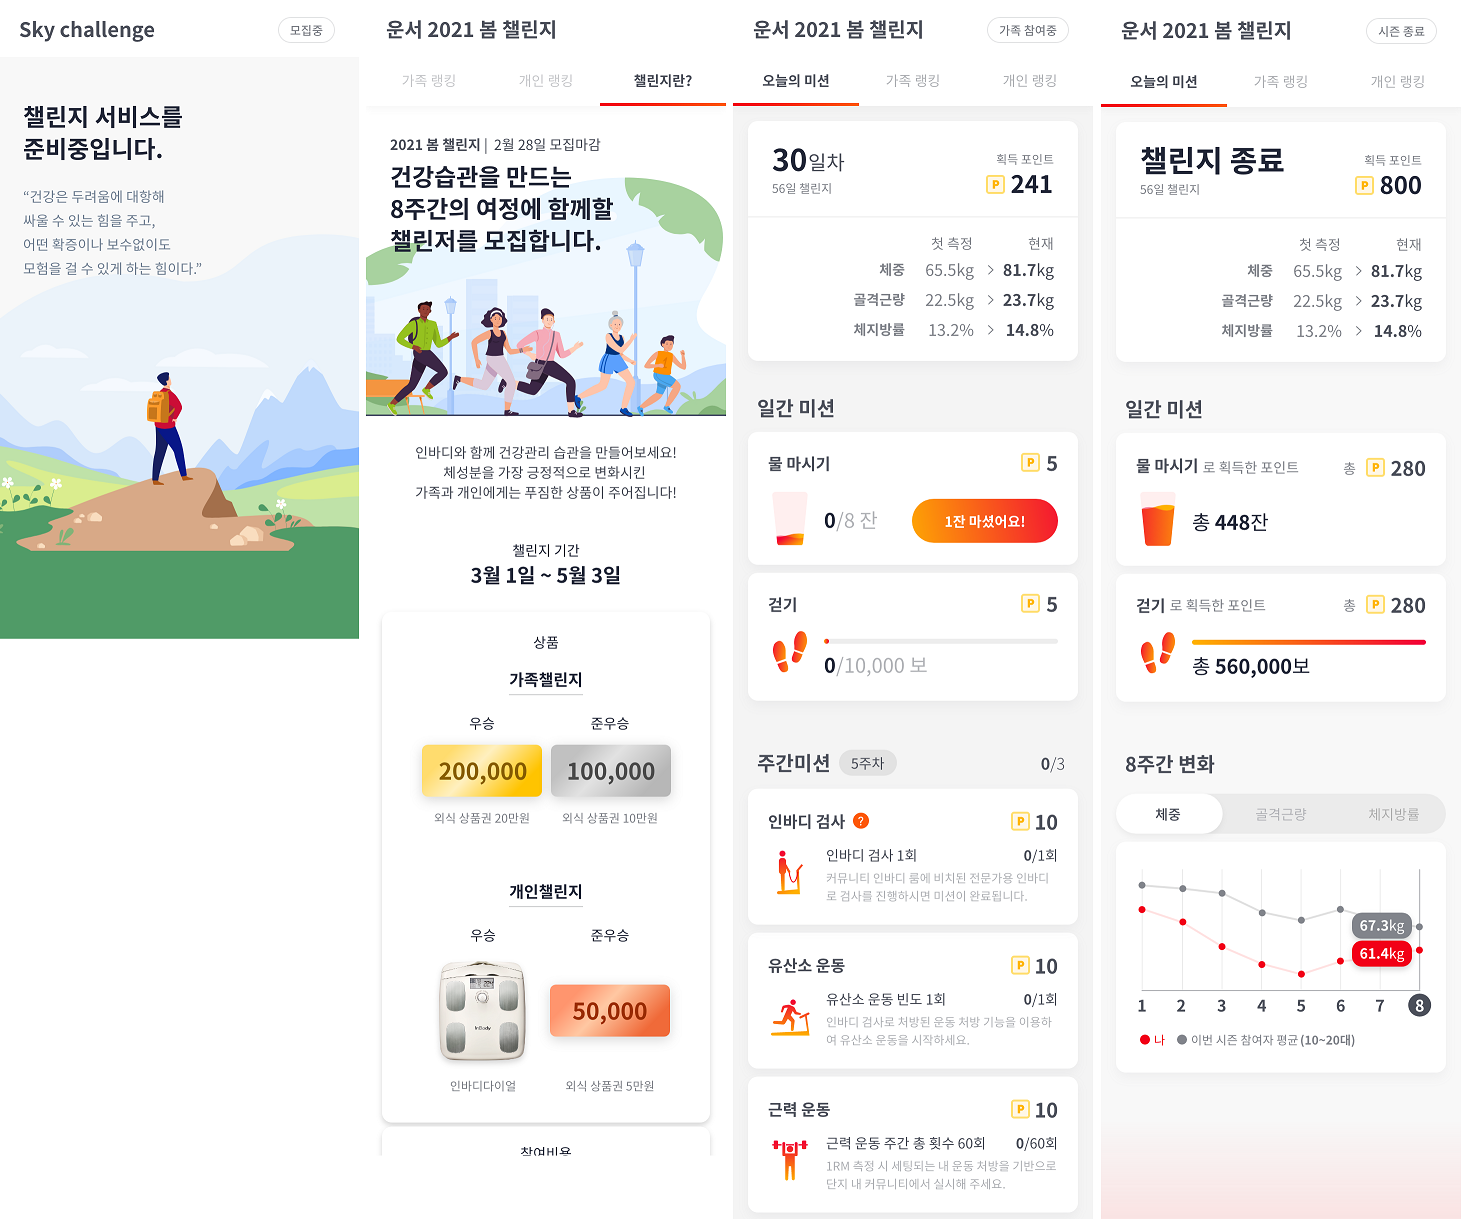 Sky challenge
모집중
챌린지 서비스를
준비중입니다.
“건강은 두려움에 대항해
싸울 수 있는 힘을 주고,
어떤 확증이나 보수없이도
모험을 걸 수 있게 하는 힘이다.”
운서 2021 봄 챌린지
가족 랭킹
개인 랭킹
챌린지란?
2021 봄 챌린지 | 2월 28일 모집마감
건강습관을 만드는
8주간의 여정에 함께할
챌린저를 모집합니다.
인바디와 함께 건강관리 습관을 만들어보세요!
체성분을 가장 긍정적으로 변화시킨
가족과 개인에게는 푸짐한 상품이 주어집니다!
챌린지 기간
3월 1일 ~ 5월 3일
상품
가족챌린지
우승 준우승
200,000 100,000
외식 상품권 20만원 외식 상품권 10만원
개인챌린지
우승 준우승
InBody
50,000
인바디다이얼 외식 상품권 5만원
참여비용
운서 2021 봄 챌린지
가족 참여중
오늘의 미션 가족 랭킹 개인 랭킹
30일차
획득 포인트
56일 챌린지
P 241
첫 측정 현재
체중 65.5kg > 81.7kg
골격근량 22.5kg > 23.7kg
체지방률 13.2% > 14.8%
일간 미션
물 마시기 P 5
0/8 잔 1잔 마셨어요!
걷기 P 5
0/10,000 보
주간미션 5주차 0/3
인바디 검사 ? P 10
인바디 검사 1회 0/1회
커뮤니티 인바디 룸에 비치된 전문가용 인바디
로 검사를 진행하시면 미션이 완료됩니다.
유산소 운동 P 10
유산소 운동 빈도 1회 0/1회
인바디 검사로 처방된 운동 처방 기능을 이용하
여 유산소 운동을 시작하세요.
근력 운동 P 10
근력 운동 주간 총 횟수 60회 0/60회
1RM 측정 시 세팅되는 내 운동 처방을 기반으로
단지 내 커뮤니티에서 실시해 주세요.
운서 2021 봄 챌린지
시즌 종료
오늘의 미션 가족 랭킹 개인 랭킹
챌린지 종료
획득 포인트
56일 챌린지
P 800
첫 측정 현재
체중 65.5kg > 81.7kg
골격근량 22.5kg > 23.7kg
체지방률 13.2% > 14.8%
일간 미션
물 마시기 로 획득한 포인트 총 P 280
총 448잔
걷기 로 획득한 포인트 총 P 280
총 560,000보
8주간 변화
체중 골격근량 체지방률
67.3kg
61.4kg
1 2 3 4 5 6 7 8
나 이번 시즌 참여자 평균 (10~20대)